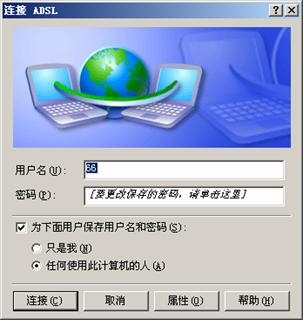 连接 ADSL
用户名(U):
66
密码(P):
[要更改保存的密码，请单击这里]
为下面用户保存用户名和密码(S):
只是我(N)
任何使用此计算机的人(A)
连接(C) 取消 属性(O) 帮助(H)